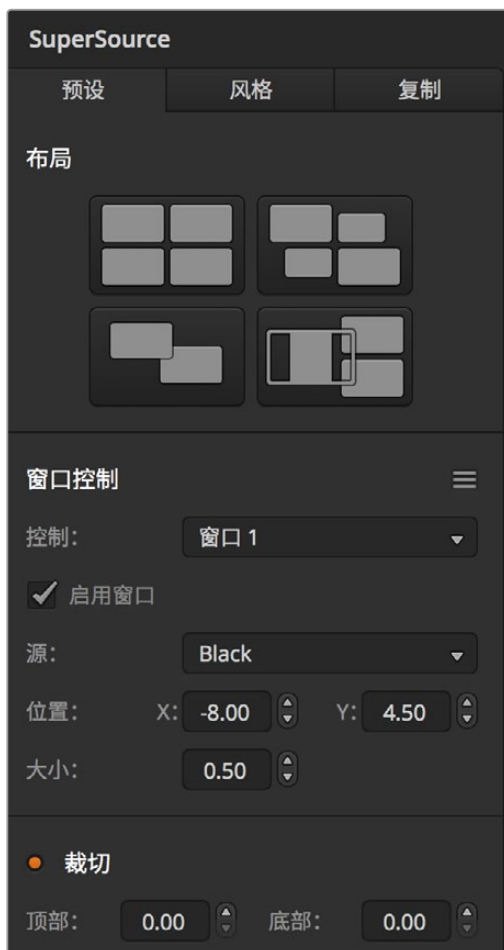 SuperSource
预设 风格 复制
布局
窗口控制
控制: 窗口 1
启用窗口
源: Black
位置: X: -8.00 Y: 4.50
大小: 0.50
裁切
顶部: 0.00 底部: 0.00